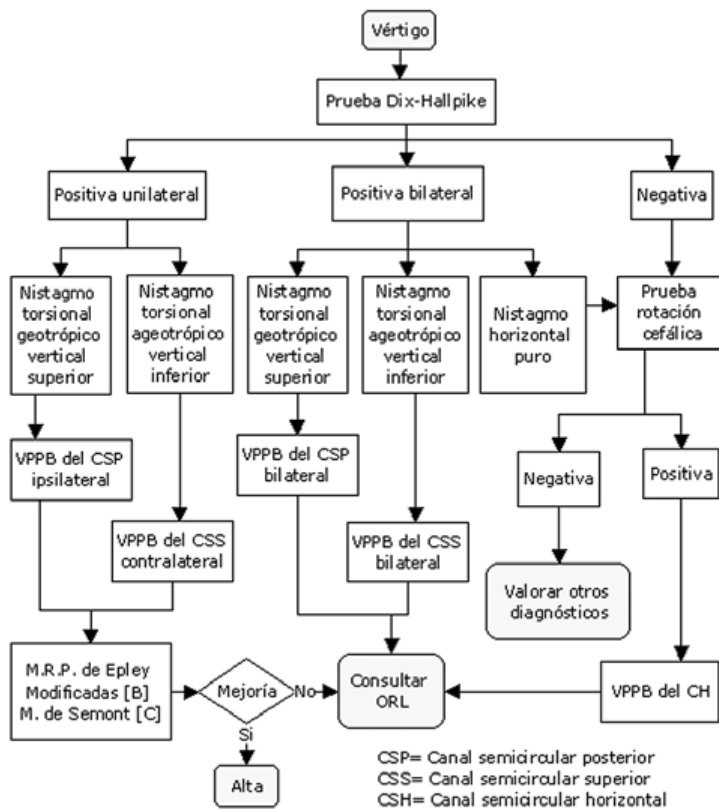 Vértigo
Prueba Dix-Hallpike
Positiva unilateral
Positiva bilateral
Negativa
Nistagmo
torsional
geotrópico
vertical
superior
Nistagmo
torsional
ageotrópico
vertical
inferior
Nistagmo
torsional
geotrópico
vertical
superior
Nistagmo
torsional
ageotrópico
vertical
inferior
Nistagmo
horizontal
puro
Prueba
rotación
cefálica
VPPB del CSP
ipsilateral
VPPB del CSS
contralateral
VPPB del CSP
bilateral
VPPB del CSS
bilateral
Negativa
Positiva
Valorar otros
diagnósticos
M.R.P. de Epley
Modificadas [B]
M. de Semont [C]
Mejoría
No
Si
Alta
Consultar
ORL
VPPB del CH
CSP= Canal semicircular posterior
CSS= Canal semicircular superior
CSH= Canal semicircular horizontal